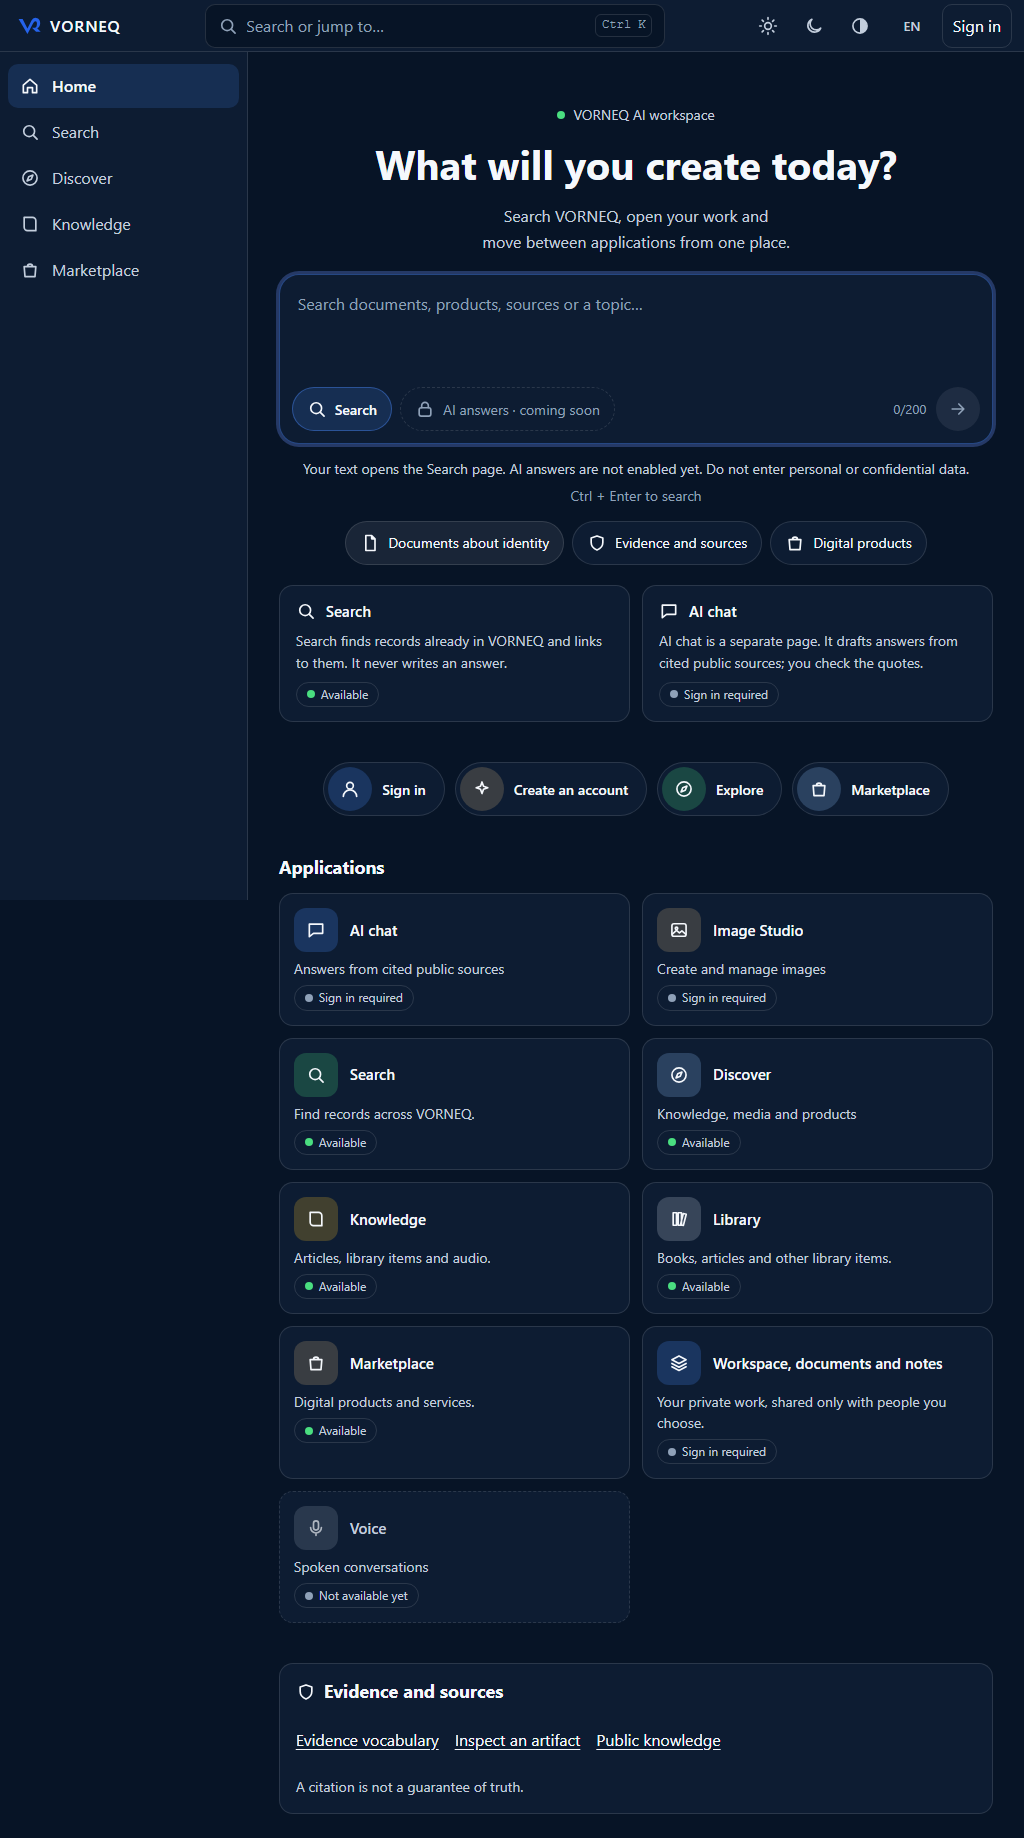 VORNEQ
Search or jump to...
Ctrl K
EN
Sign in
Home
Search
Discover
Knowledge
Marketplace
VORNEQ AI workspace
What will you create today?
Search VORNEQ, open your work and
move between applications from one place.
Search documents, products, sources or a topic...
Search
AI answers · coming soon
0/200
Your text opens the Search page. AI answers are not enabled yet. Do not enter personal or confidential data.
Ctrl + Enter to search
Documents about identity
Evidence and sources
Digital products
Search
Search finds records already in VORNEQ and links
to them. It never writes an answer.
Available
AI chat
AI chat is a separate page. It drafts answers from
cited public sources; you check the quotes.
Sign in required
Sign in
Create an account
Explore
Marketplace
Applications
AI chat
Answers from cited public sources
Sign in required
Image Studio
Create and manage images
Sign in required
Search
Find records across VORNEQ.
Available
Discover
Knowledge, media and products
Available
Knowledge
Articles, library items and audio.
Available
Library
Books, articles and other library items.
Available
Marketplace
Digital products and services.
Available
Workspace, documents and notes
Your private work, shared only with people you
choose.
Sign in required
Voice
Spoken conversations
Not available yet
Evidence and sources
Evidence vocabulary
Inspect an artifact
Public knowledge
A citation is not a guarantee of truth.